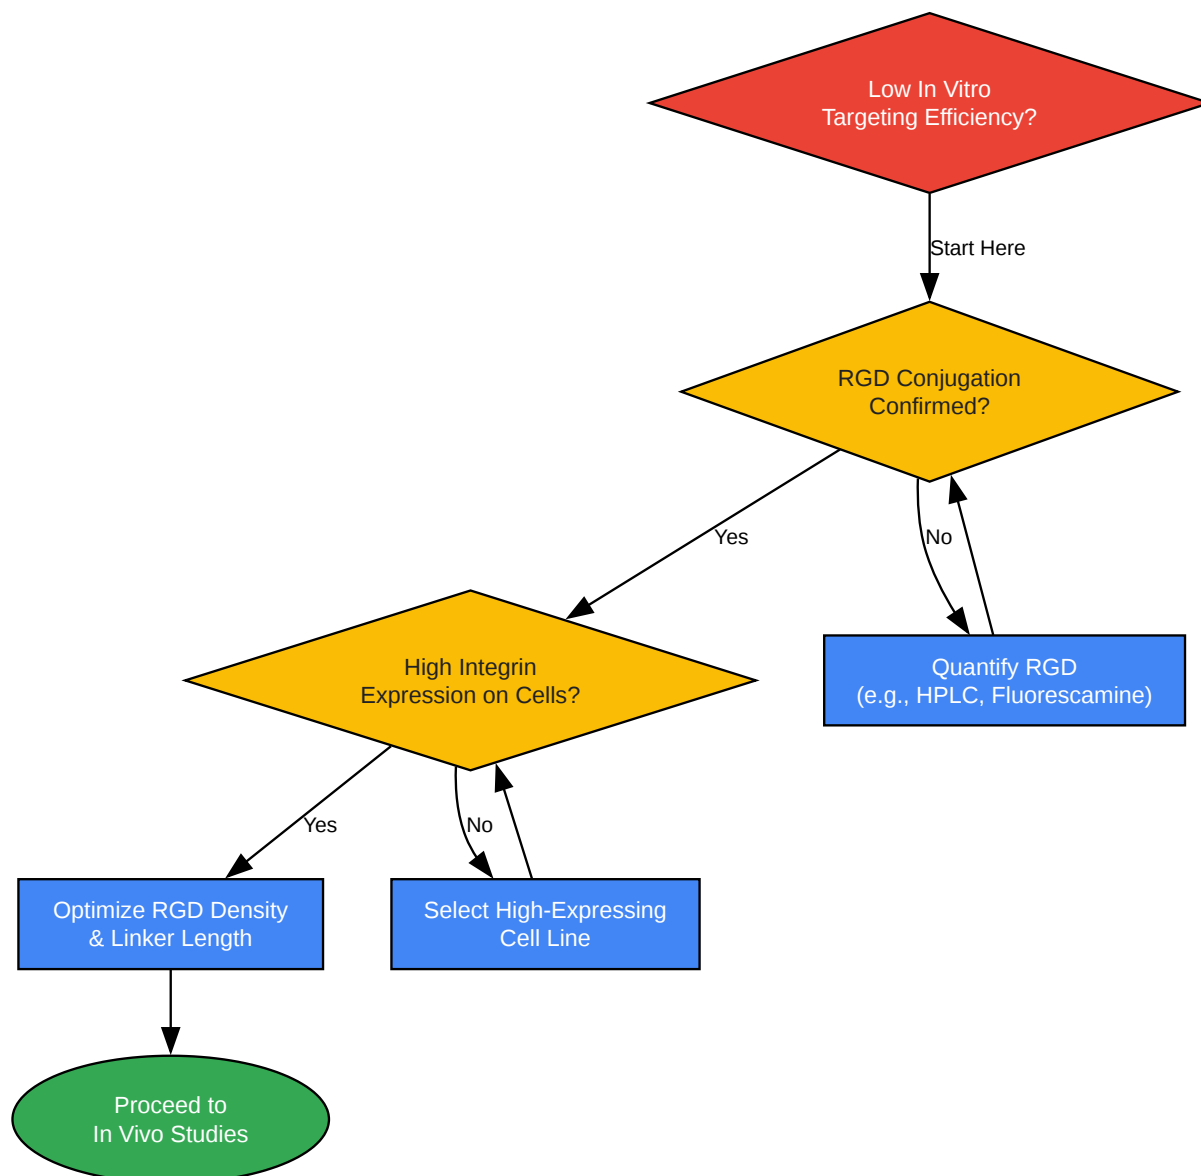 Low In Vitro
Targeting Efficiency?
Start Here
RGD Conjugation
Confirmed?
Yes
No
High Integrin
Expression on Cells?
Quantify RGD
(e.g., HPLC, Fluorescamine)
Yes
No
Optimize RGD Density
& Linker Length
Select High-Expressing
Cell Line
Proceed to
In Vivo Studies